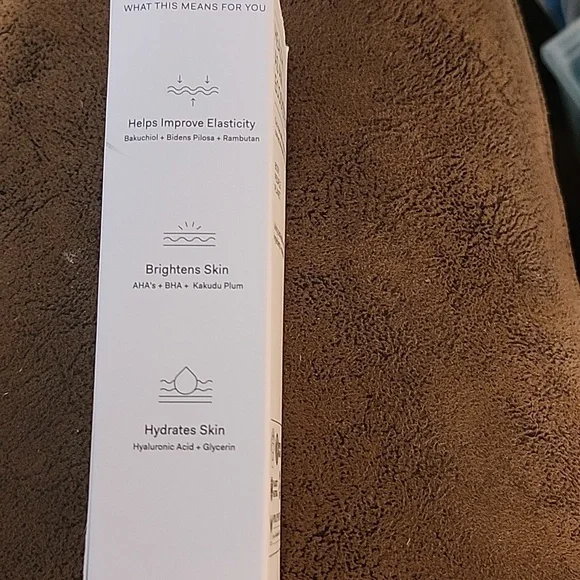 WHAT THIS MEANS FOR YOU
Helps Improve Elasticity
Bakuchiol + Bidens Pilosa + Rambutan
Brightens Skin
AHA's + BHA + Kakudu Plum
Hydrates Skin
Hyaluronic Acid + Glycerin